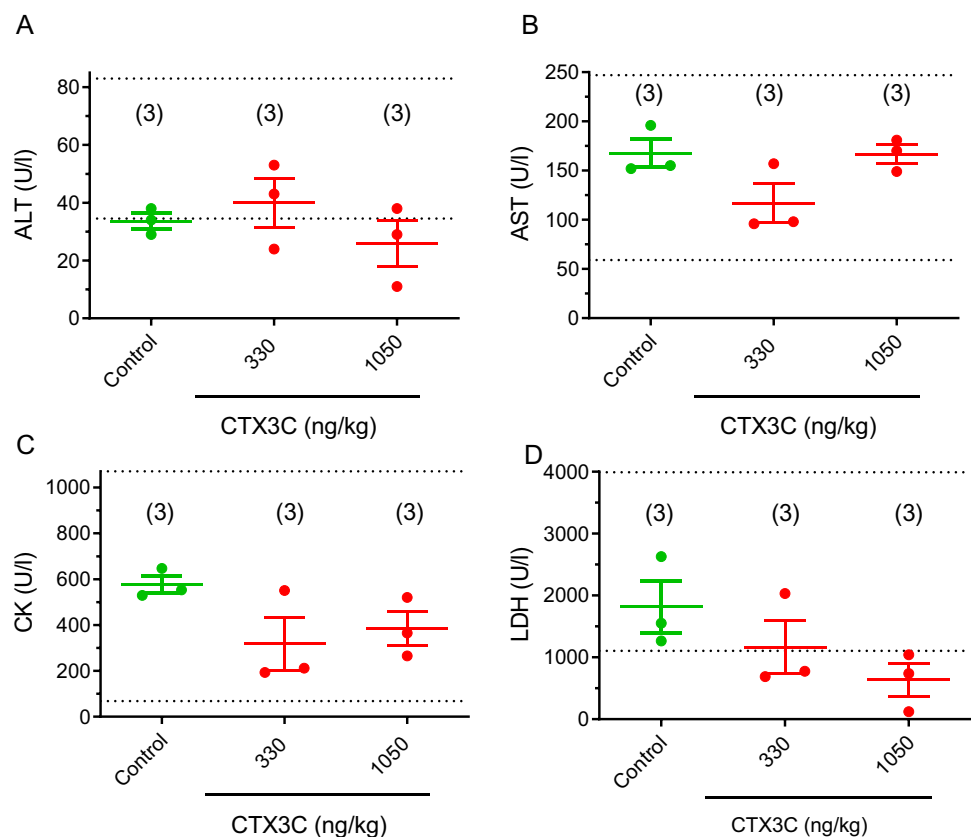 A
ALT (U/l)
80
60
40
20
0
(3)
(3)
(3)
Control
330
1050
CTX3C (ng/kg)
B
AST (U/l)
250
200
150
100
50
0
(3)
(3)
(3)
Control
330
1050
CTX3C (ng/kg)
C
CK (U/l)
1000
800
600
400
200
0
(3)
(3)
(3)
Control
330
1050
CTX3C (ng/kg)
D
LDH (U/l)
4000
3000
2000
1000
0
(3)
(3)
(3)
Control
330
1050
CTX3C (ng/kg)